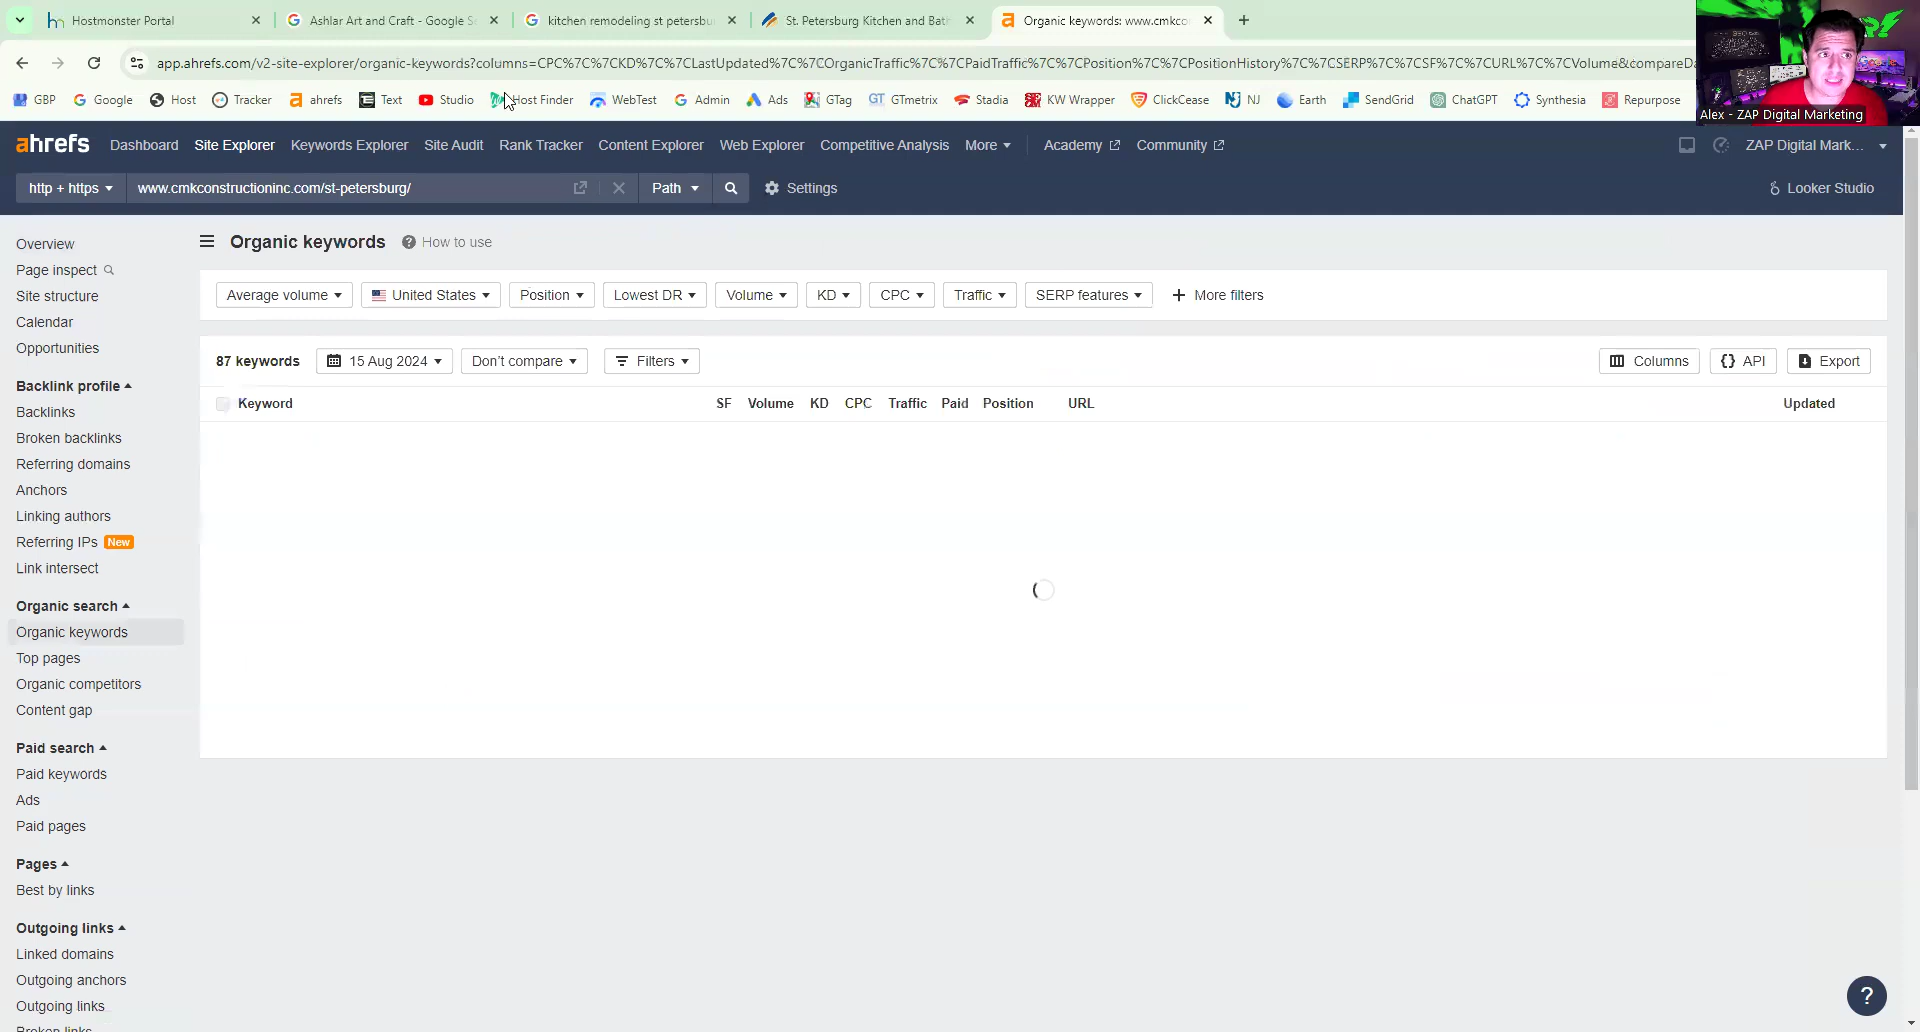 Hostmonster Portal
Ashlar Art and Craft - Google Se
kitchen remodeling st petersbur
St. Petersburg Kitchen and Bath
Organic keywords: www.cmkco
app.ahrefs.com/v2-site-explorer/organic-keywords?columns=CPC%7C%7CKD%7C%7CLastUpdated%7C%7COrganicTraffic%7C%7CPaidTraffic%7C%7CPosition%7C%7CPositionHistory%7C%7CSERP%7C%7CSF%7C%7CURL%7C%7CVolume&compareDa
GBP Google Host Tracker ahrefs Text Studio Host Finder WebTest Admin Ads GTag GTmetrix Stadia KW Wrapper ClickCease NJ Earth SendGrid ChatGPT Synthesia Repurpose
Alex - ZAP Digital Marketing
ahrefs Dashboard Site Explorer Keywords Explorer Site Audit Rank Tracker Content Explorer Web Explorer Competitive Analysis More Academy Community ZAP Digital Mark...
http + https www.cmkconstructioninc.com/st-petersburg/ Path Settings Looker Studio
Overview
Page inspect
Site structure
Calendar
Opportunities
Backlink profile
Backlinks
Broken backlinks
Referring domains
Anchors
Linking authors
Referring IPs New
Link intersect
Organic search
Organic keywords
Top pages
Organic competitors
Content gap
Paid search
Paid keywords
Ads
Paid pages
Pages
Best by links
Outgoing links
Linked domains
Outgoing anchors
Outgoing links
Broken links
Organic keywords ? How to use
Average volume United States Position Lowest DR Volume KD CPC Traffic SERP features + More filters
87 keywords 15 Aug 2024 Don't compare Filters Columns {} API Export
Keyword SF Volume KD CPC Traffic Paid Position URL Updated
?